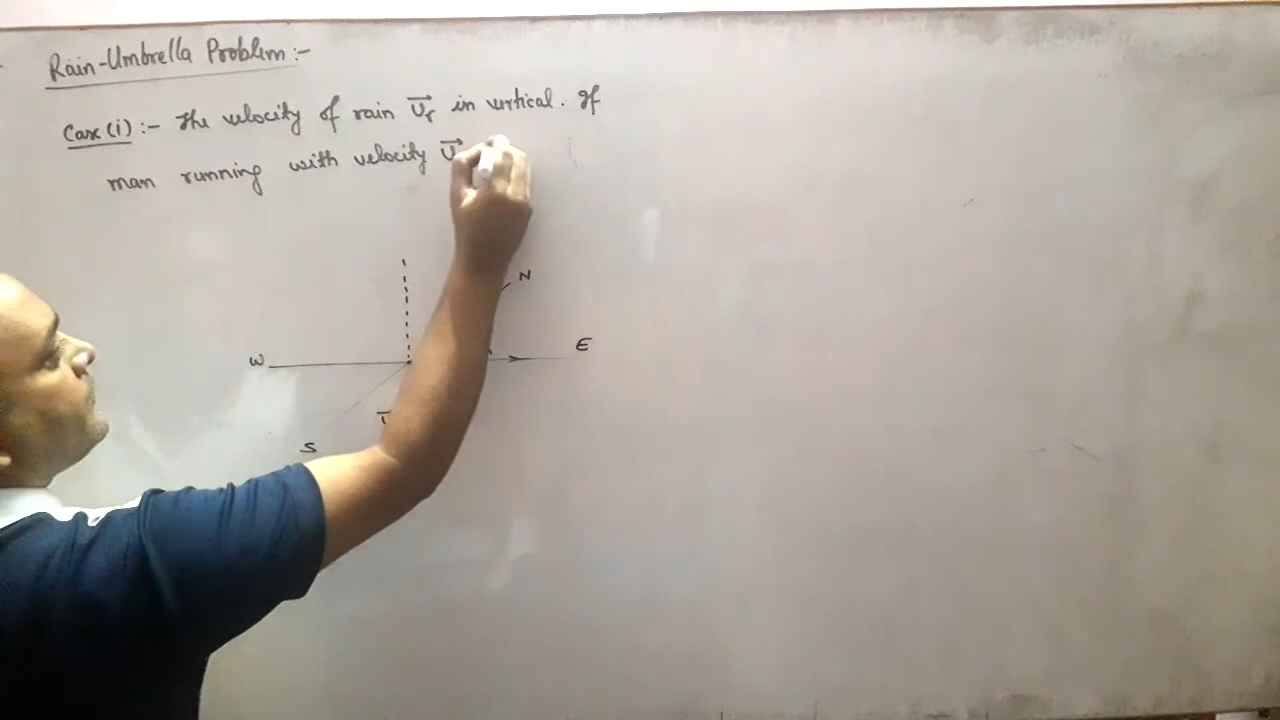 Rain-Umbrella Problem:-
Case (i):- The velocity of rain v⃗r in vertical. If
man running with velocity v⃗
N
W
E
S